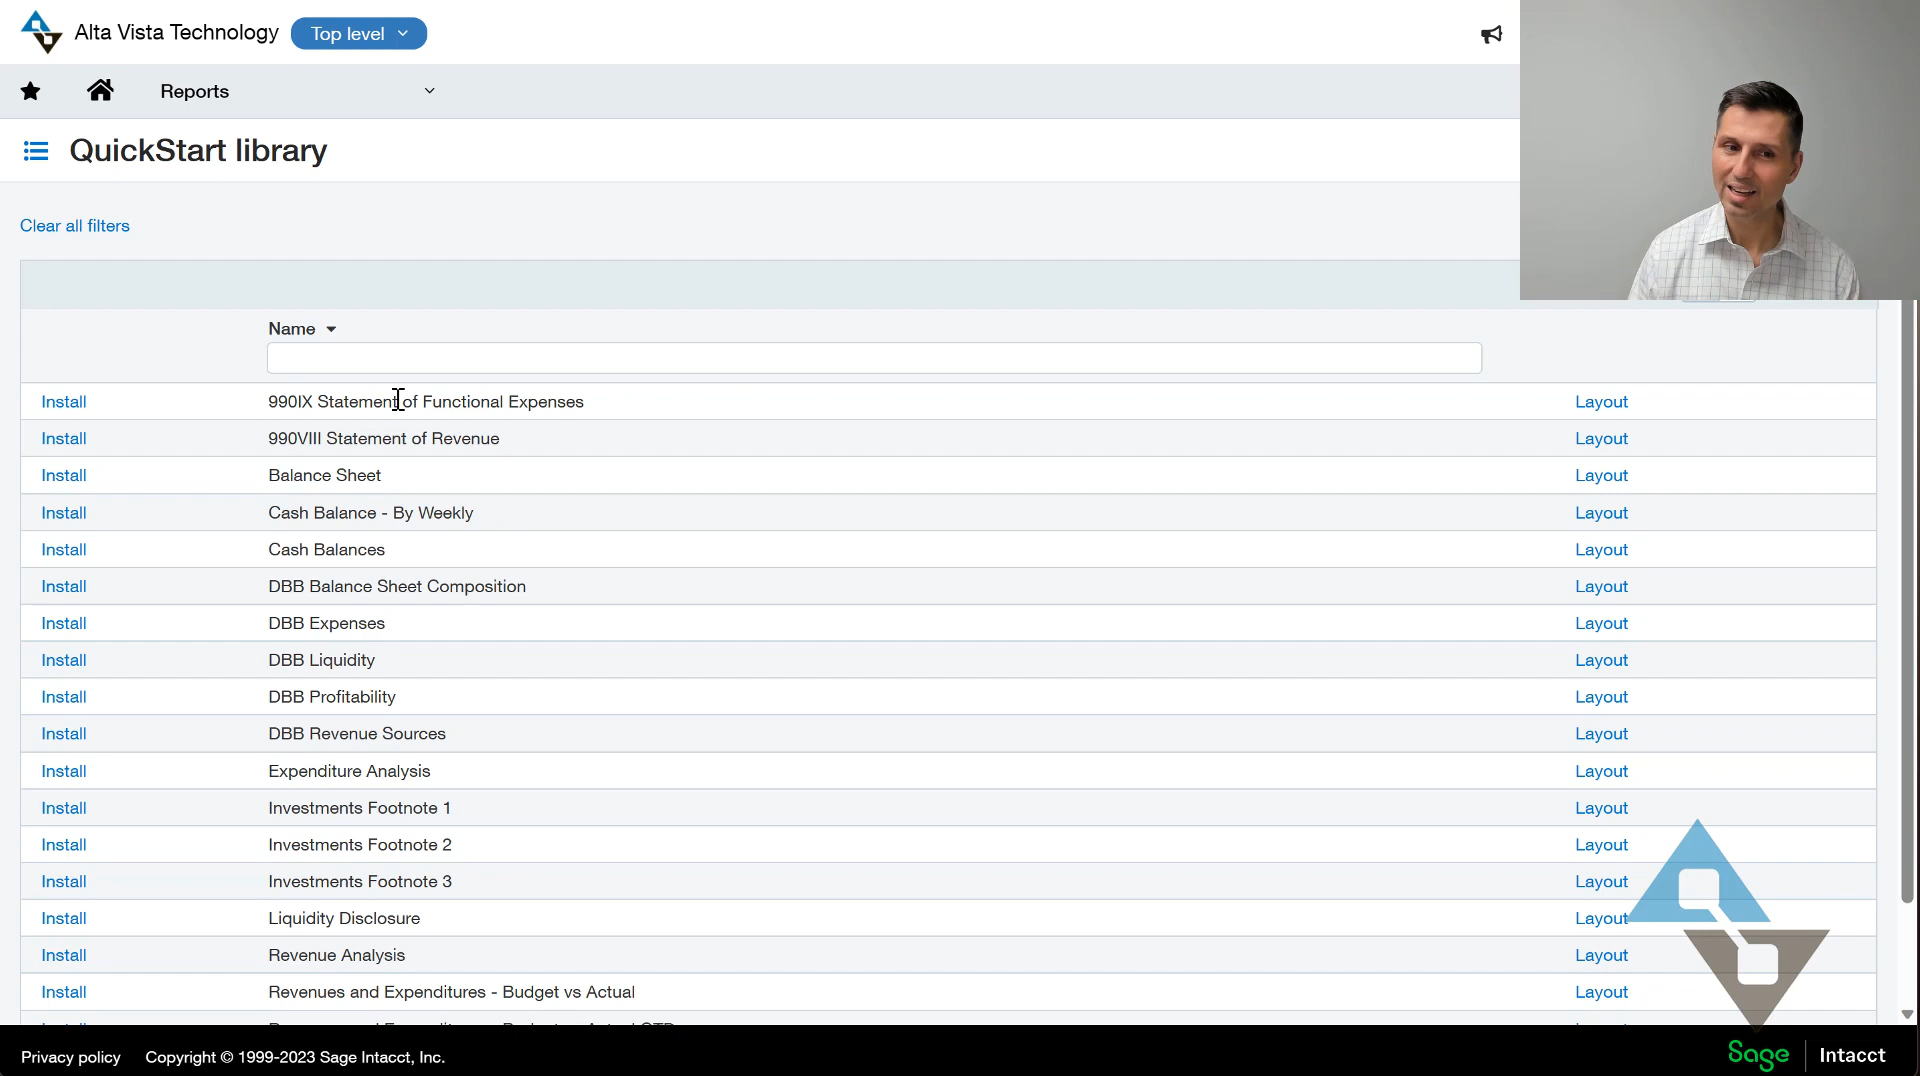 Alta Vista Technology Top level
Reports
QuickStart library
Clear all filters
Name
Install 990IX Statement of Functional Expenses Layout
Install 990VIII Statement of Revenue Layout
Install Balance Sheet Layout
Install Cash Balance - By Weekly Layout
Install Cash Balances Layout
Install DBB Balance Sheet Composition Layout
Install DBB Expenses Layout
Install DBB Liquidity Layout
Install DBB Profitability Layout
Install DBB Revenue Sources Layout
Install Expenditure Analysis Layout
Install Investments Footnote 1 Layout
Install Investments Footnote 2 Layout
Install Investments Footnote 3 Layout
Install Liquidity Disclosure Layout
Install Revenue Analysis Layout
Install Revenues and Expenditures - Budget vs Actual Layout
Privacy policy Copyright © 1999-2023 Sage Intacct, Inc. Sage Intacct